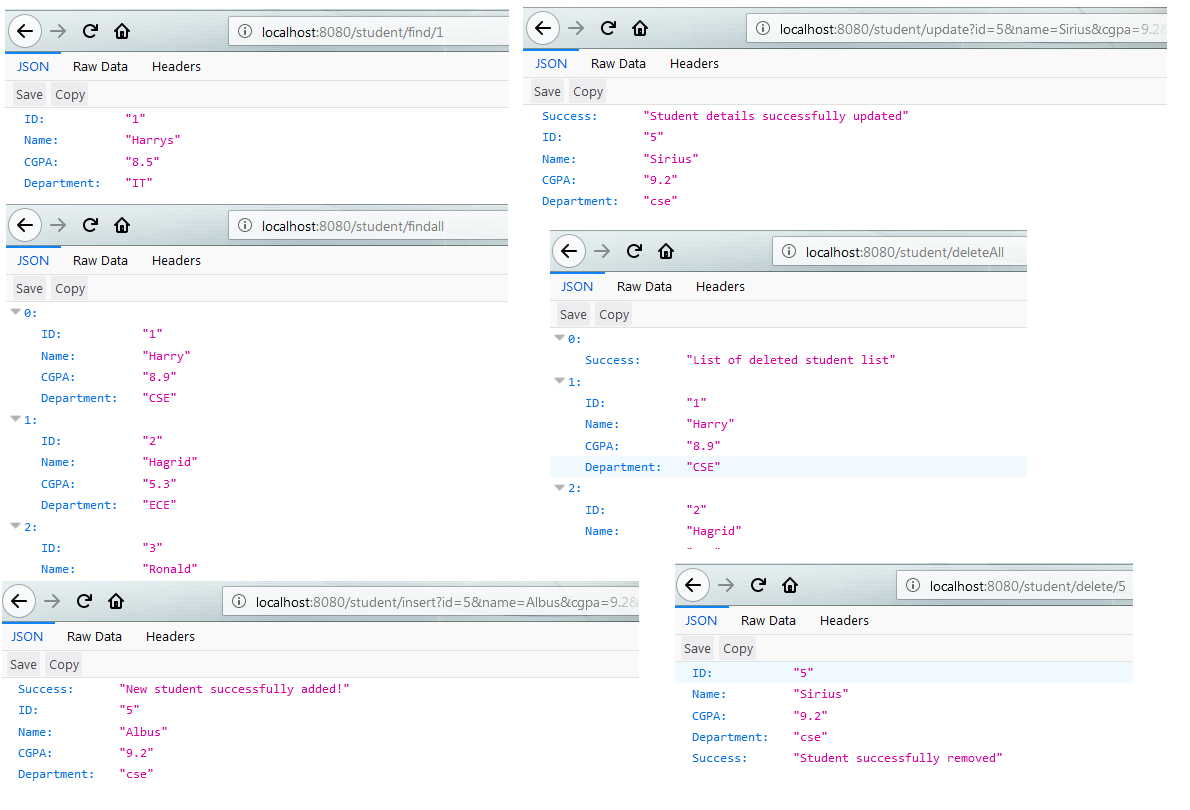 localhost:8080/student/find/1
JSON Raw Data Headers
Save Copy
ID: "1"
Name: "Harrys"
CGPA: "8.5"
Department: "IT"
localhost:8080/student/findall
JSON Raw Data Headers
Save Copy
0:
ID: "1"
Name: "Harry"
CGPA: "8.9"
Department: "CSE"
1:
ID: "2"
Name: "Hagrid"
CGPA: "5.3"
Department: "ECE"
2:
ID: "3"
Name: "Ronald"
localhost:8080/student/insert?id=5&name=Albus&cgpa=9.2&
JSON Raw Data Headers
Save Copy
Success: "New student successfully added!"
ID: "5"
Name: "Albus"
CGPA: "9.2"
Department: "cse"
localhost:8080/student/update?id=5&name=Sirius&cgpa=9.2&
JSON Raw Data Headers
Save Copy
Success: "Student details successfully updated"
ID: "5"
Name: "Sirius"
CGPA: "9.2"
Department: "cse"
localhost:8080/student/deleteAll
JSON Raw Data Headers
Save Copy
0:
Success: "List of deleted student list"
1:
ID: "1"
Name: "Harry"
CGPA: "8.9"
Department: "CSE"
2:
ID: "2"
Name: "Hagrid"
localhost:8080/student/delete/5
JSON Raw Data Headers
Save Copy
ID: "5"
Name: "Sirius"
CGPA: "9.2"
Department: "cse"
Success: "Student successfully removed"